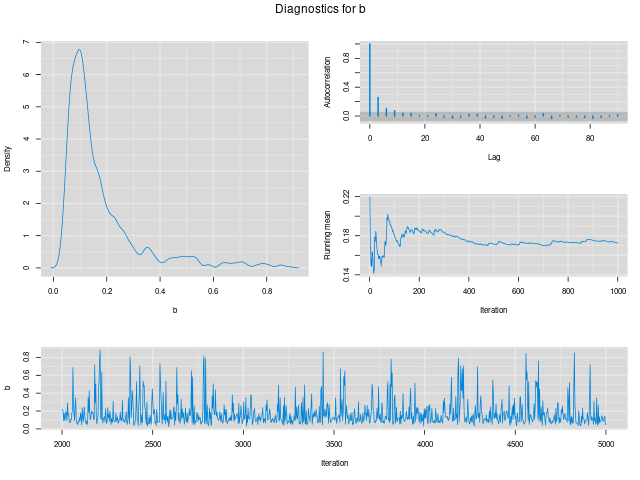 Diagnostics for b
Density
0 1 2 3 4 5 6 7
0.0 0.2 0.4 0.6 0.8
b
Autocorrelation
0.0 0.4 0.8
0 20 40 60 80
Lag
Running mean
0.14 0.18 0.22
0 200 400 600 800 1000
Iteration
b
0.0 0.2 0.4 0.6 0.8
2000 2500 3000 3500 4000 4500 5000
Iteration